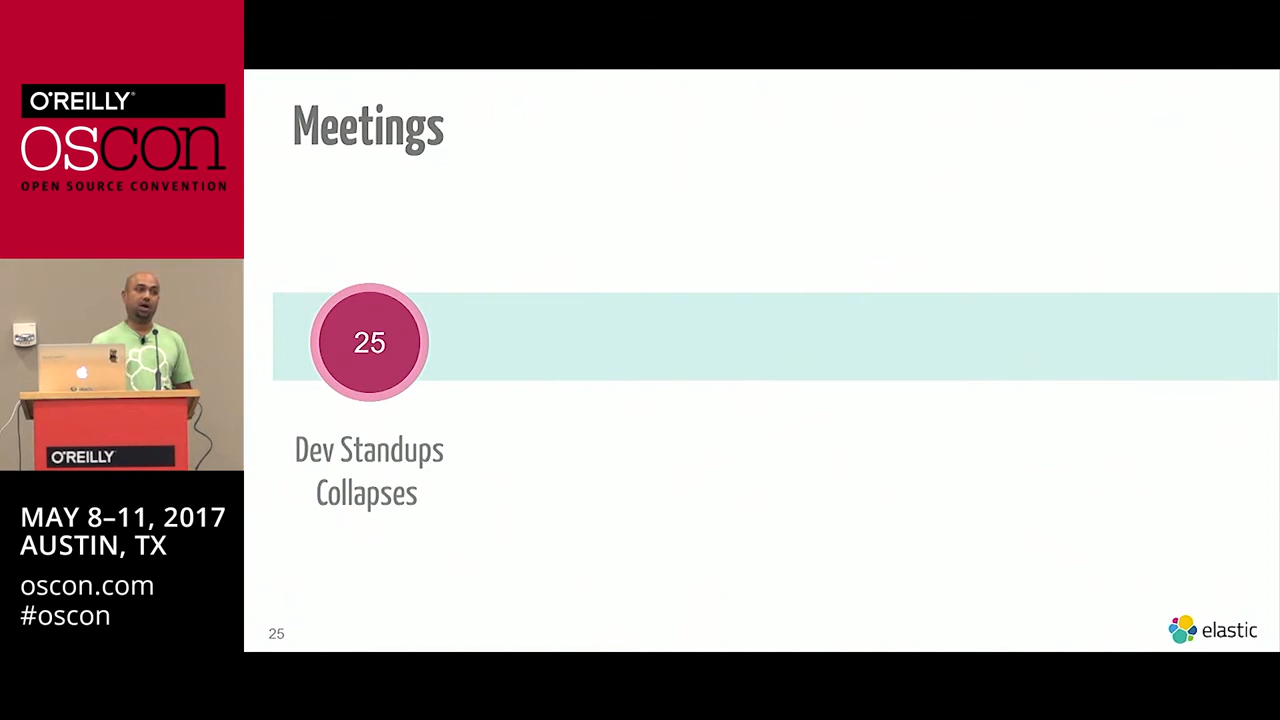 O'REILLY®
OSCON
OPEN SOURCE CONVENTION
O'REILLY
MAY 8–11, 2017
AUSTIN, TX
oscon.com
#oscon
Meetings
25
Dev Standups
Collapses
25
elastic